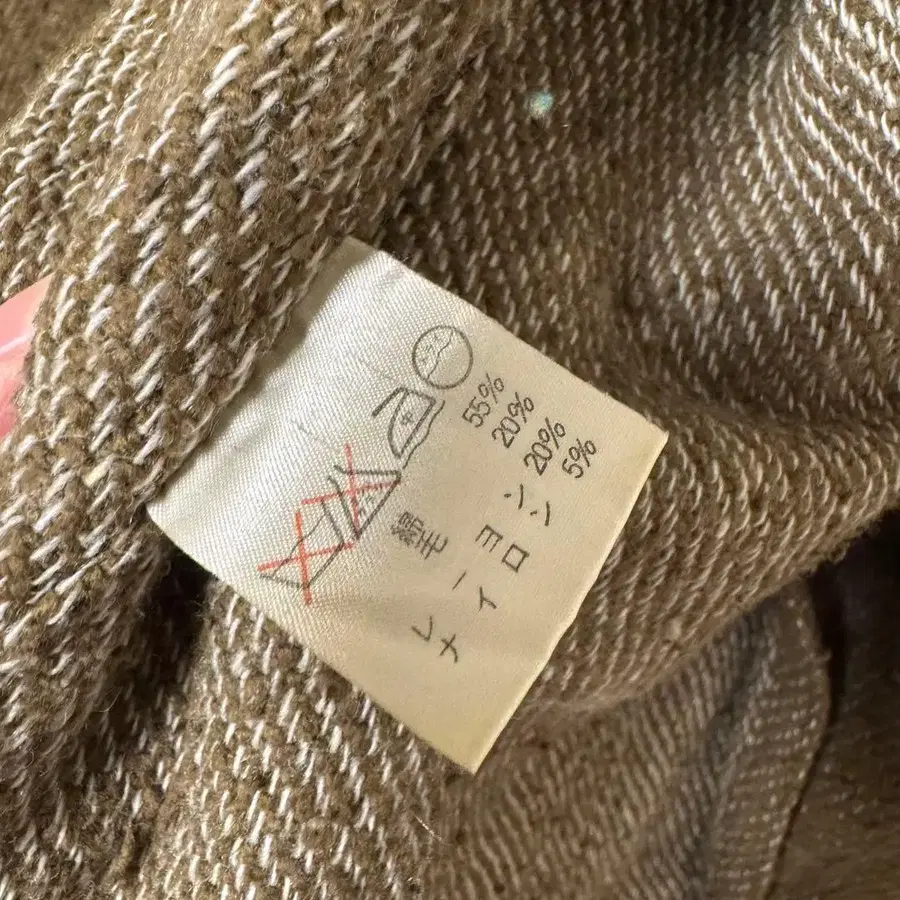 綿 55%
毛 20%
レーヨン 20%
ナイロン 5%